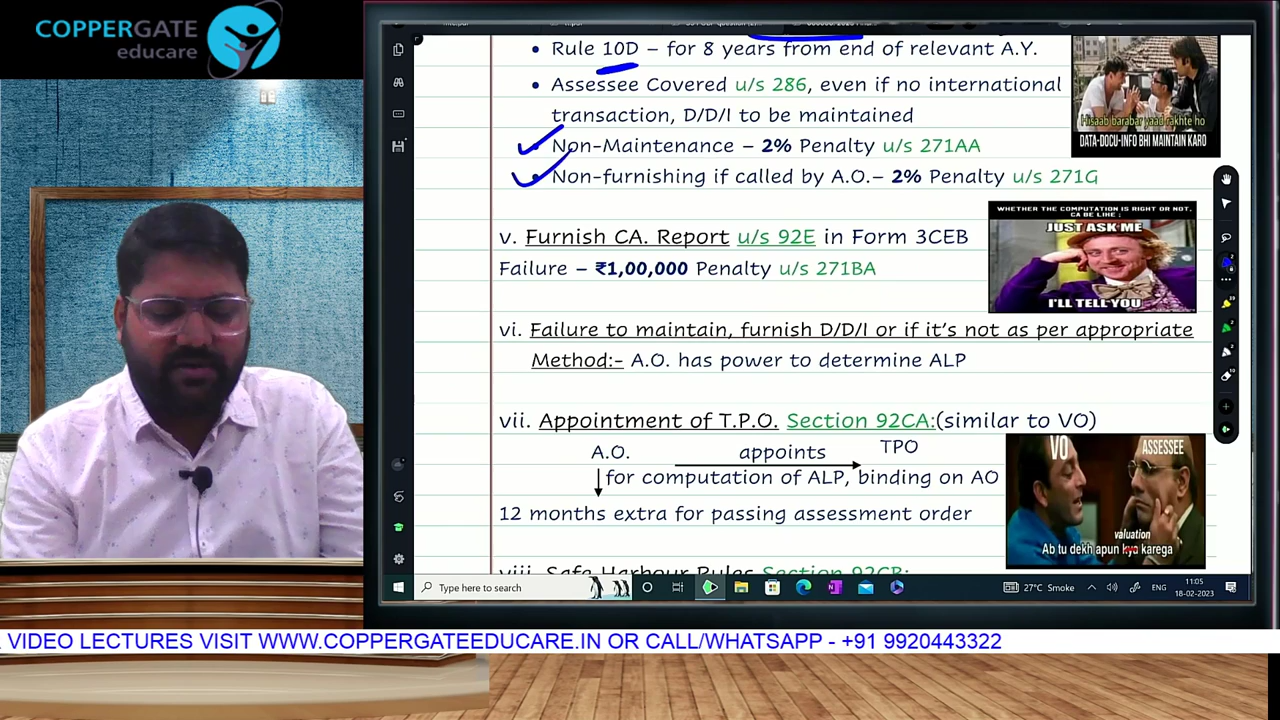 COPPERGATE
educare
• Rule 10D – for 8 years from end of relevant A.Y.
• Assessee Covered u/s 286, even if no international
transaction, D/D/I to be maintained
Non-Maintenance – 2% Penalty u/s 271AA
• Non-furnishing if called by A.O.– 2% Penalty u/s 271G
Hisaab barabar yaad rakhte ho
DATA-DOCU-INFO BHI MAINTAIN KARO
v. Furnish CA. Report u/s 92E in Form 3CEB
Failure – ₹1,00,000 Penalty u/s 271BA
WHETHER THE COMPUTATION IS RIGHT OR NOT,
CA BE LIKE :
JUST ASK ME
I'LL TELL YOU
vi. Failure to maintain, furnish D/D/I or if it's not as per appropriate
Method:- A.O. has power to determine ALP
vii. Appointment of T.P.O. Section 92CA:(similar to VO)
A.O. appoints TPO
for computation of ALP, binding on AO
12 months extra for passing assessment order
VO
ASSESSEE
valuation
Ab tu dekh apun kya karega
viii. Safe Harbour Rules Section 92CB:
Type here to search
27°C Smoke
ENG
11:05
18-02-2023
VIDEO LECTURES VISIT WWW.COPPERGATEEDUCARE.IN OR CALL/WHATSAPP - +91 9920443322